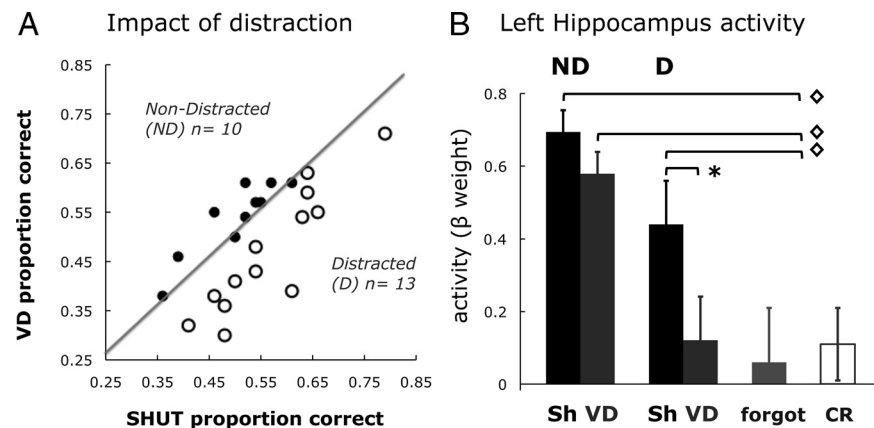 A Impact of distraction
VD proportion correct
0.85
0.75
0.65
0.55
0.45
0.35
0.25
Non-Distracted
(ND) n= 10
Distracted
(D) n= 13
0.25 0.35 0.45 0.55 0.65 0.75 0.85
SHUT proportion correct
B Left Hippocampus activity
ND D
activity (β weight)
0.8
0.6
0.4
0.2
0
*
Sh VD Sh VD forgot CR